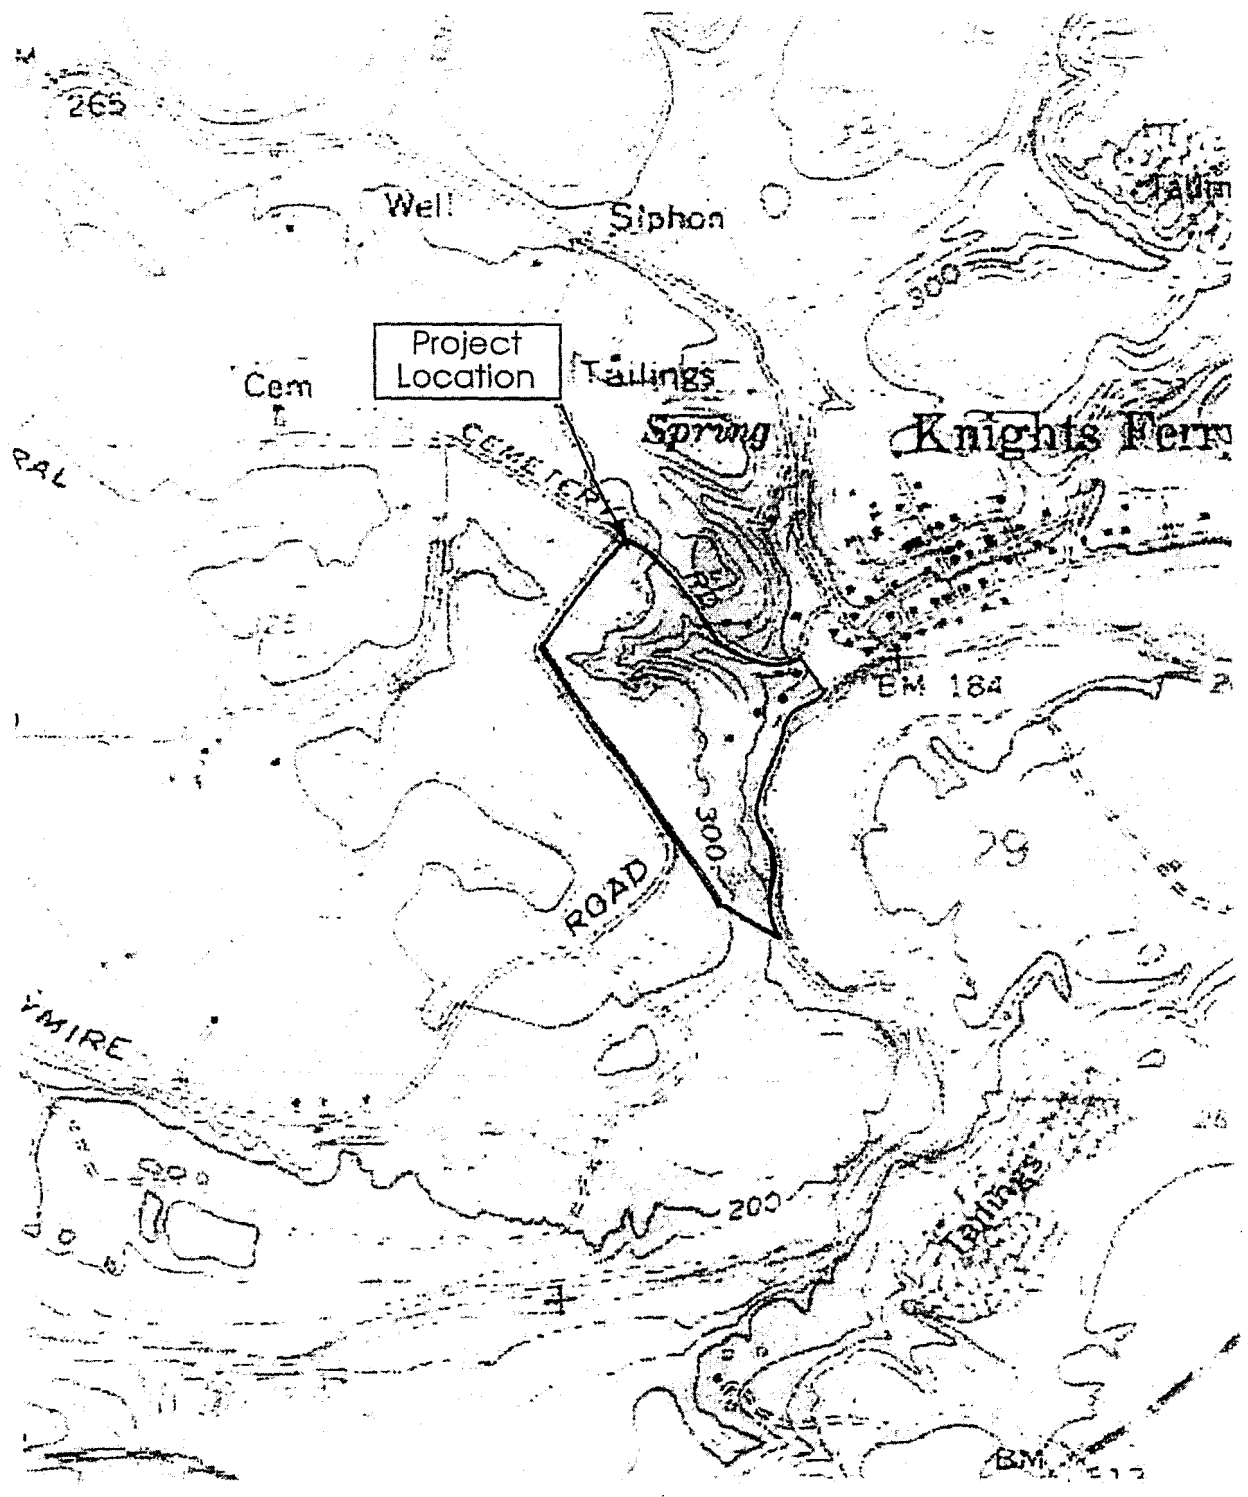 265
Well
Siphon
300
Project
Location
Tailings
Cem
Spring
Knights Ferry
CEMETERY
RD
BM 184
300
29
ROAD
200
Tailings
BM